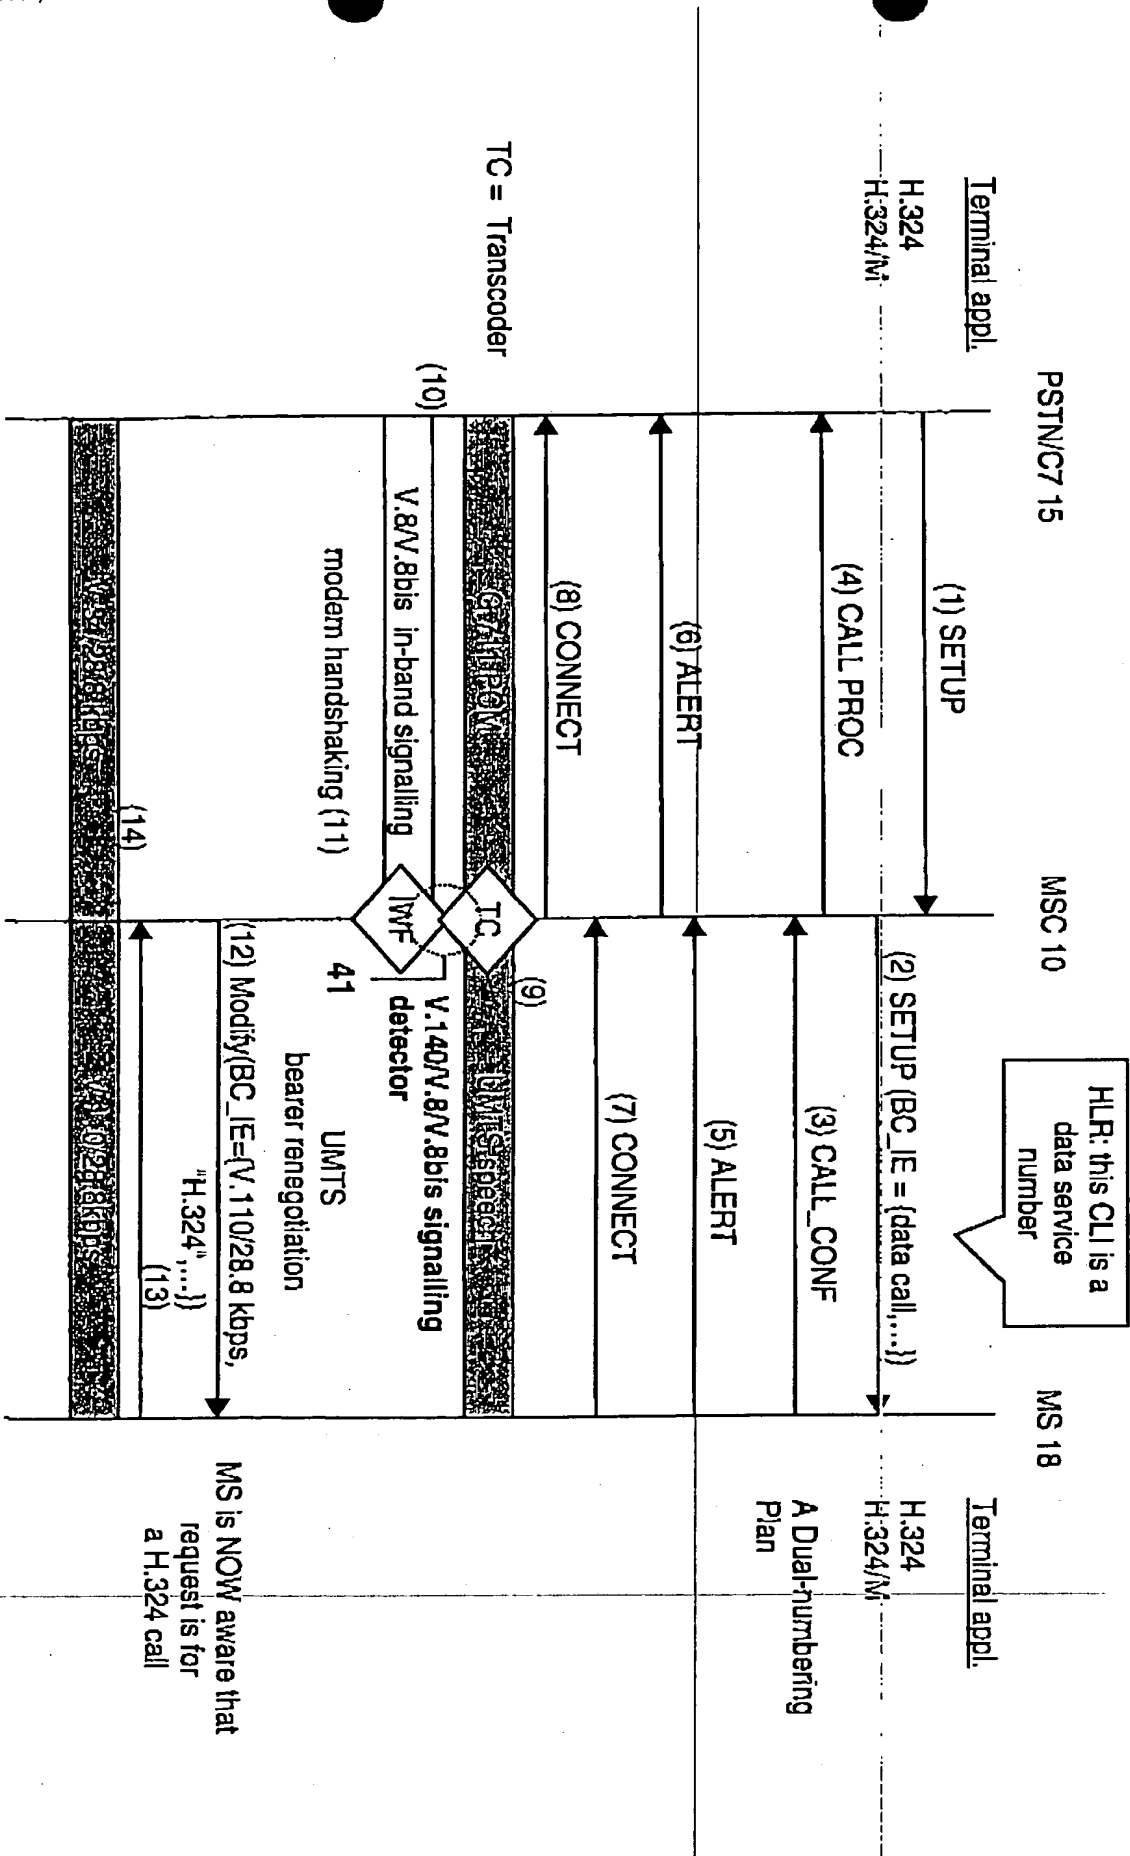 PSTN/C7 15
MSC 10
MS 18
HLR: this CLI is a
data service
number
Terminal appl.
H.324
H.324/M
Terminal appl.
H.324
H.324/M
A Dual-numbering
Plan
(1) SETUP
(2) SETUP (BC_IE = {data call,...})
(3) CALL_CONF
(4) CALL PROC
(5) ALERT
(6) ALERT
(7) CONNECT
(8) CONNECT
(9)
TC = Transcoder
TC
UMTS speech
(10)
V.8/V.8bis in-band signalling
IWF
V.140/V.8/V.8bis signalling
detector
41
modem handshaking (11)
UMTS
bearer renegotiation
(12) Modify(BC_IE={V.110/28.8 kbps,
"H.324",...})
(13)
MS is NOW aware that
request is for
a H.324 call
(14)